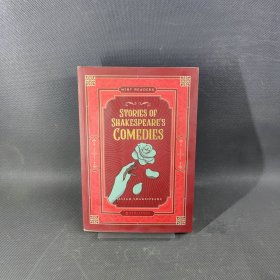 MINT READERS
STORIES OF
SHAKESPEARE'S
COMEDIES
WILLIAM SHAKESPEARE